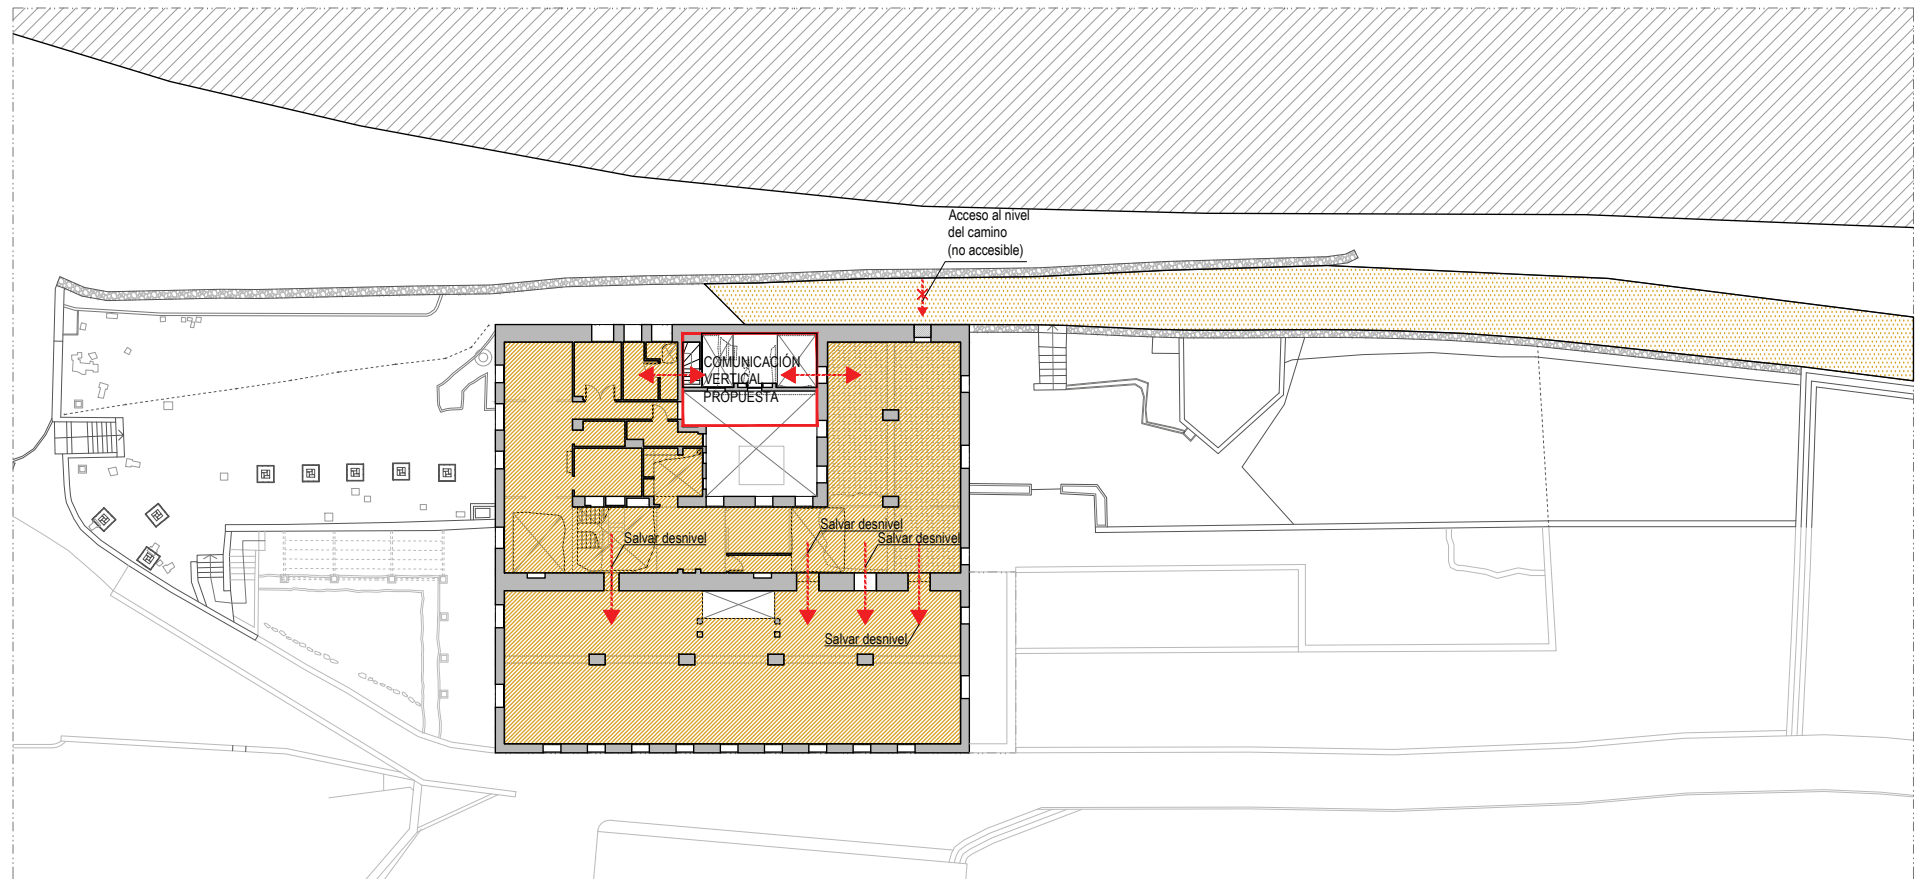 Acceso al nivel
del camino
(no accesible)
COMUNICACIÓN
VERTICAL
PROPUESTA
Salvar desnivel
Salvar desnivel
Salvar desnivel
Salvar desnivel